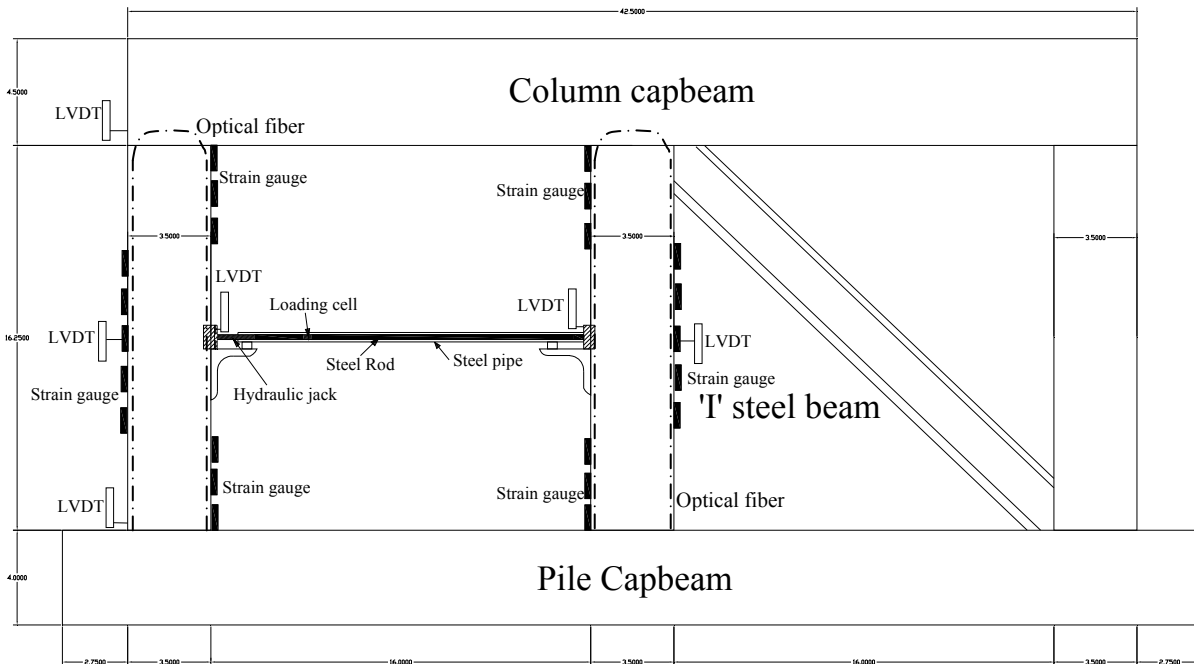 42.5000
Column capbeam
4.5000
LVDT
Optical fiber
Strain gauge
Strain gauge
3.5000
3.5000
3.5000
LVDT
LVDT
Loading cell
16.2500
LVDT
LVDT
Steel Rod
Steel pipe
Strain gauge
Hydraulic jack
Strain gauge
'I' steel beam
Strain gauge
Strain gauge
Optical fiber
LVDT
4.0000
Pile Capbeam
2.7500
3.5000
16.0000
3.5000
16.0000
3.5000
2.7500